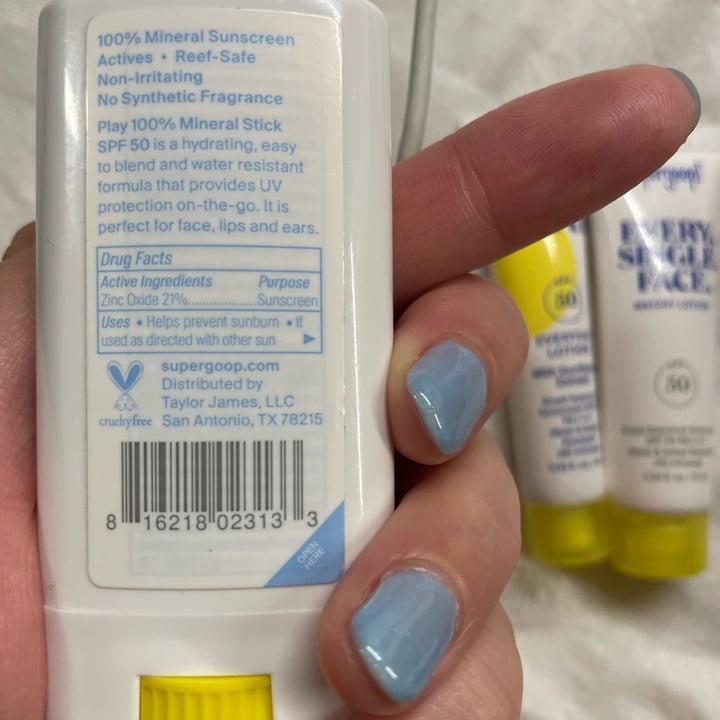 100% Mineral Sunscreen
Actives • Reef-Safe
Non-Irritating
No Synthetic Fragrance
Play 100% Mineral Stick
SPF 50 is a hydrating, easy
to blend and water resistant
formula that provides UV
protection on-the-go. It is
perfect for face, lips and ears.
Drug Facts
Active Ingredients Purpose
Zinc Oxide 21%......................Sunscreen
Uses • Helps prevent sunburn • If
used as directed with other sun
supergoop.com
Distributed by
Taylor James, LLC
crueltyfree San Antonio, TX 78215
8 16218 02313 3
OPEN
HERE
50
EVERYDAY
LOTION
EVERY.
SINGLE.
FACE.
WATERY LOTION
50